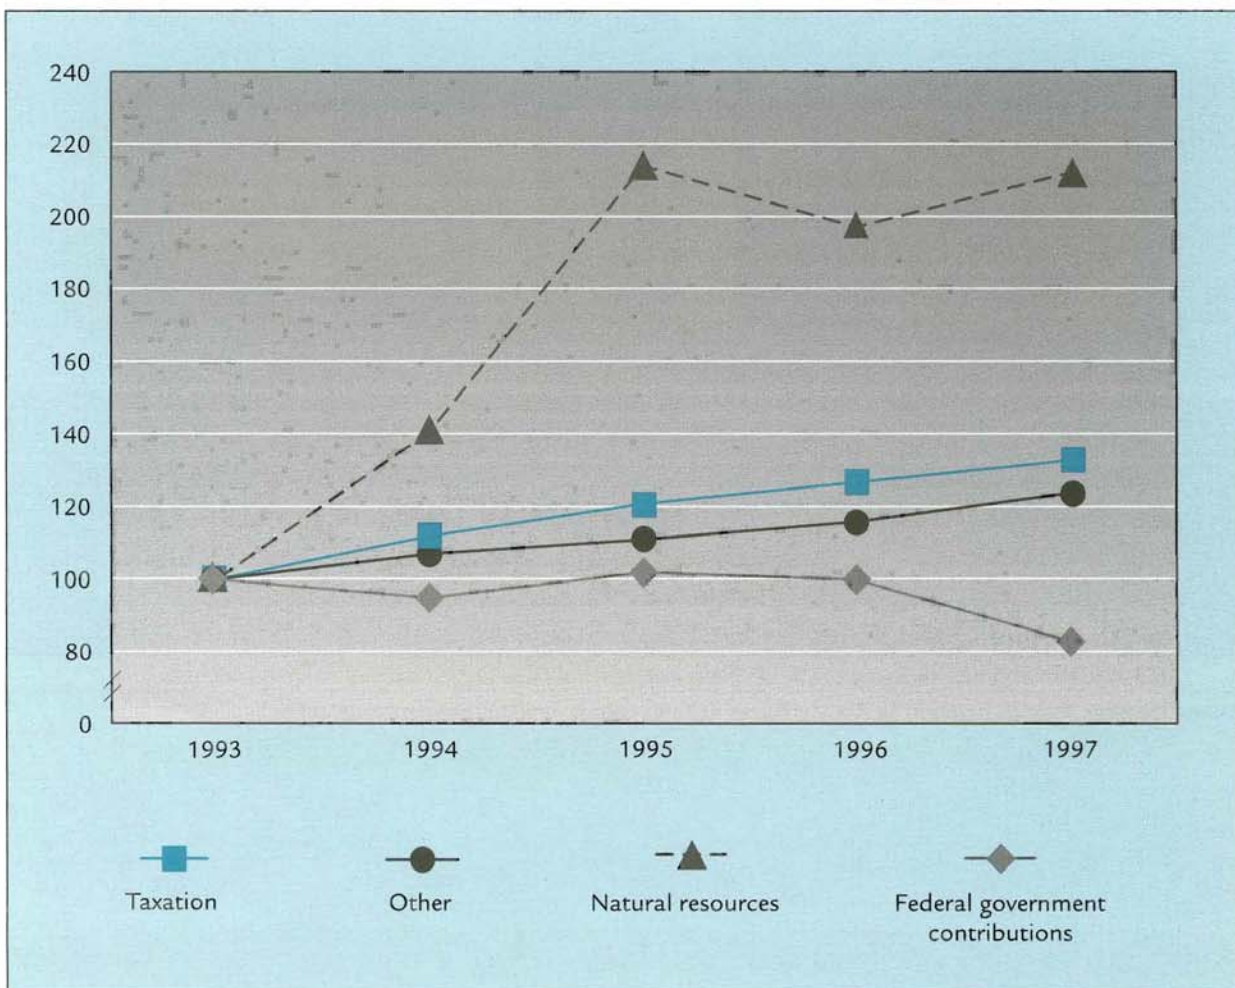 240
220
200
180
160
140
120
100
80
0
1993 1994 1995 1996 1997
Taxation
Other
Natural resources
Federal government
contributions